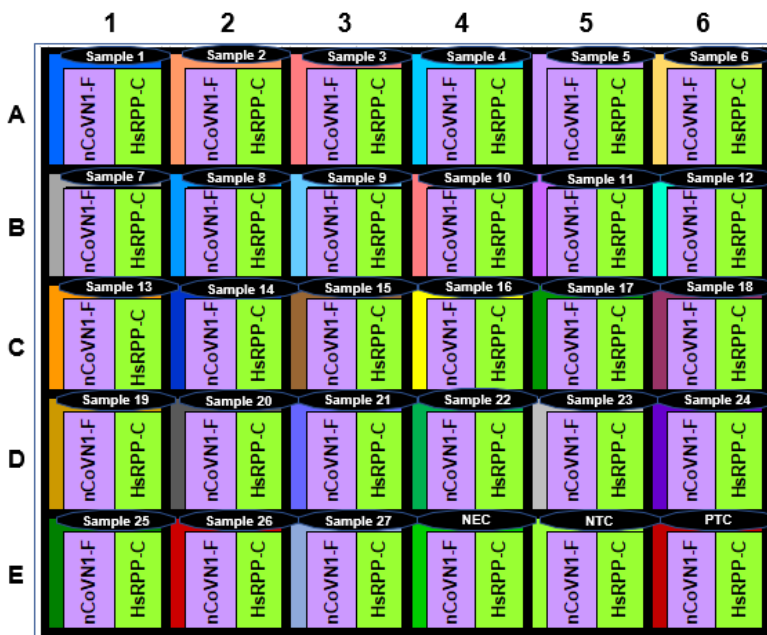 1 2 3 4 5 6
Sample 1 Sample 2 Sample 3 Sample 4 Sample 5 Sample 6
A nCoVN1-F HsRPP-C nCoVN1-F HsRPP-C nCoVN1-F HsRPP-C nCoVN1-F HsRPP-C nCoVN1-F HsRPP-C nCoVN1-F HsRPP-C
Sample 7 Sample 8 Sample 9 Sample 10 Sample 11 Sample 12
B nCoVN1-F HsRPP-C nCoVN1-F HsRPP-C nCoVN1-F HsRPP-C nCoVN1-F HsRPP-C nCoVN1-F HsRPP-C nCoVN1-F HsRPP-C
Sample 13 Sample 14 Sample 15 Sample 16 Sample 17 Sample 18
C nCoVN1-F HsRPP-C nCoVN1-F HsRPP-C nCoVN1-F HsRPP-C nCoVN1-F HsRPP-C nCoVN1-F HsRPP-C nCoVN1-F HsRPP-C
Sample 19 Sample 20 Sample 21 Sample 22 Sample 23 Sample 24
D nCoVN1-F HsRPP-C nCoVN1-F HsRPP-C nCoVN1-F HsRPP-C nCoVN1-F HsRPP-C nCoVN1-F HsRPP-C nCoVN1-F HsRPP-C
Sample 25 Sample 26 Sample 27 NEC NTC PTC
E nCoVN1-F HsRPP-C nCoVN1-F HsRPP-C nCoVN1-F HsRPP-C nCoVN1-F HsRPP-C nCoVN1-F HsRPP-C nCoVN1-F HsRPP-C